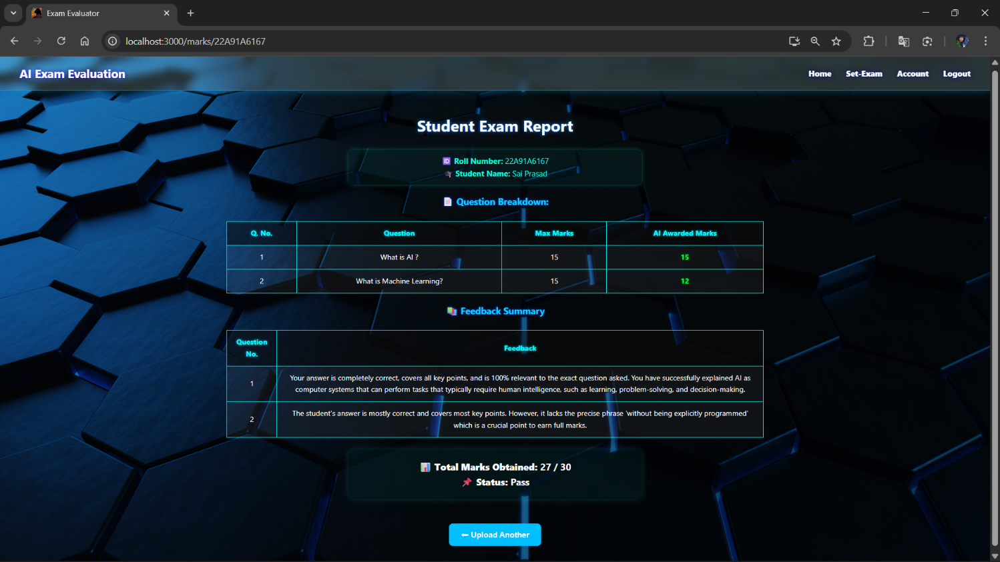 Exam Evaluator
localhost:3000/marks/22A91A6167
AI Exam Evaluation
Home
Set-Exam
Account
Logout
Student Exam Report
🆔 Roll Number: 22A91A6167
Student Name: Sai Prasad
📄 Question Breakdown:
Q. No. Question Max Marks AI Awarded Marks
1 What is AI ? 15 15
2 What is Machine Learning? 15 12
📚 Feedback Summary
Question
No.
Feedback
1
Your answer is completely correct, covers all key points, and is 100% relevant to the exact question asked. You have successfully explained AI as
computer systems that can perform tasks that typically require human intelligence, such as learning, problem-solving, and decision-making.
2
The student's answer is mostly correct and covers most key points. However, it lacks the precise phrase 'without being explicitly programmed'
which is a crucial point to earn full marks.
📊 Total Marks Obtained: 27 / 30
📌 Status: Pass
⬅ Upload Another